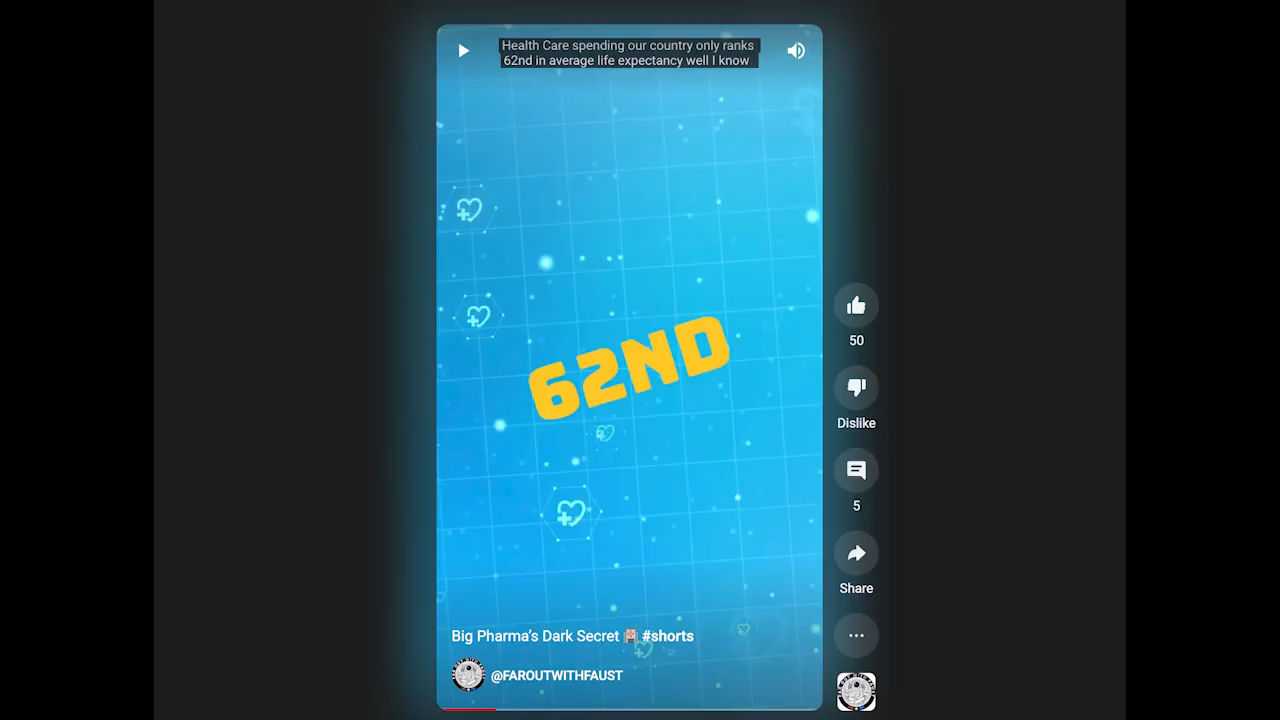 Health Care spending our country only ranks
62nd in average life expectancy well I know
62ND
50
Dislike
5
Share
Big Pharma's Dark Secret #shorts
@FAROUTWITHFAUST